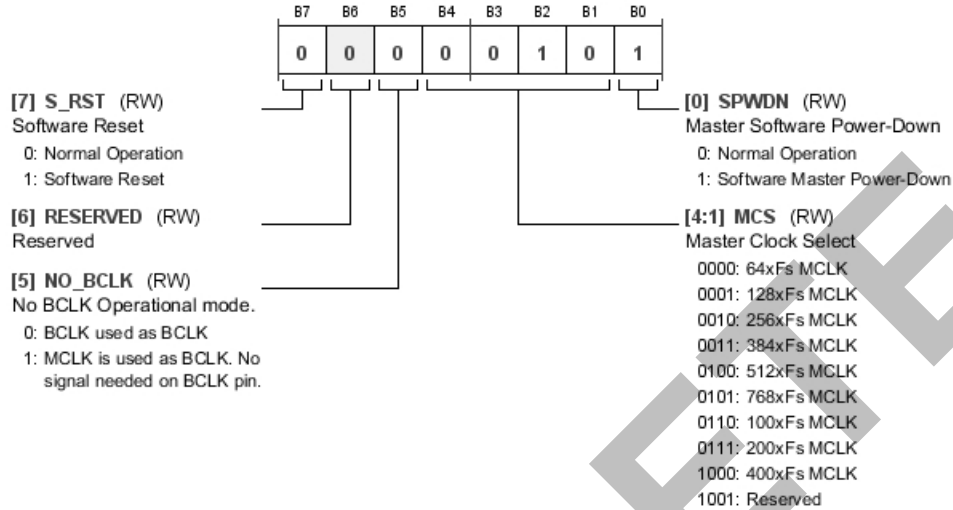 B7 B6 B5 B4 B3 B2 B1 B0
0 0 0 0 0 1 0 1
[7] S_RST (RW)
Software Reset
0: Normal Operation
1: Software Reset
[6] RESERVED (RW)
Reserved
[5] NO_BCLK (RW)
No BCLK Operational mode.
0: BCLK used as BCLK
1: MCLK is used as BCLK. No
signal needed on BCLK pin.
[0] SPWDN (RW)
Master Software Power-Down
0: Normal Operation
1: Software Master Power-Down
[4:1] MCS (RW)
Master Clock Select
0000: 64xFs MCLK
0001: 128xFs MCLK
0010: 256xFs MCLK
0011: 384xFs MCLK
0100: 512xFs MCLK
0101: 768xFs MCLK
0110: 100xFs MCLK
0111: 200xFs MCLK
1000: 400xFs MCLK
1001: Reserved